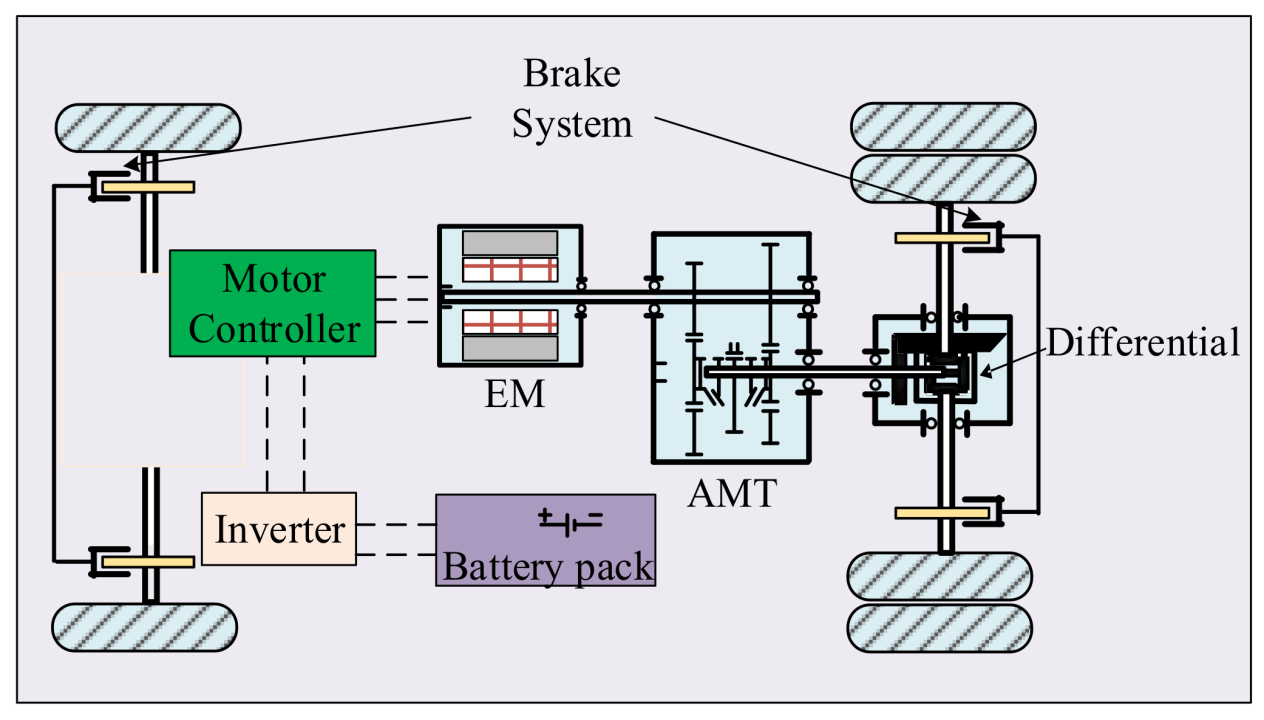 Brake
System
Motor
Controller
EM
Differential
AMT
Inverter
+ −
Battery pack